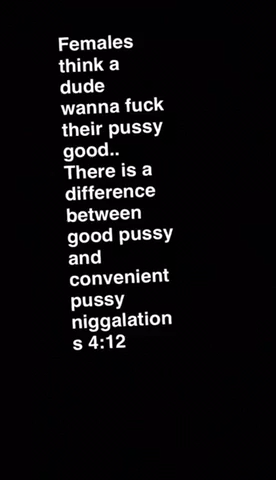 Females
think a
dude
wanna fuck
their pussy
good..
There is a
difference
between
good pussy
and
convenient
pussy
niggalation
s 4:12